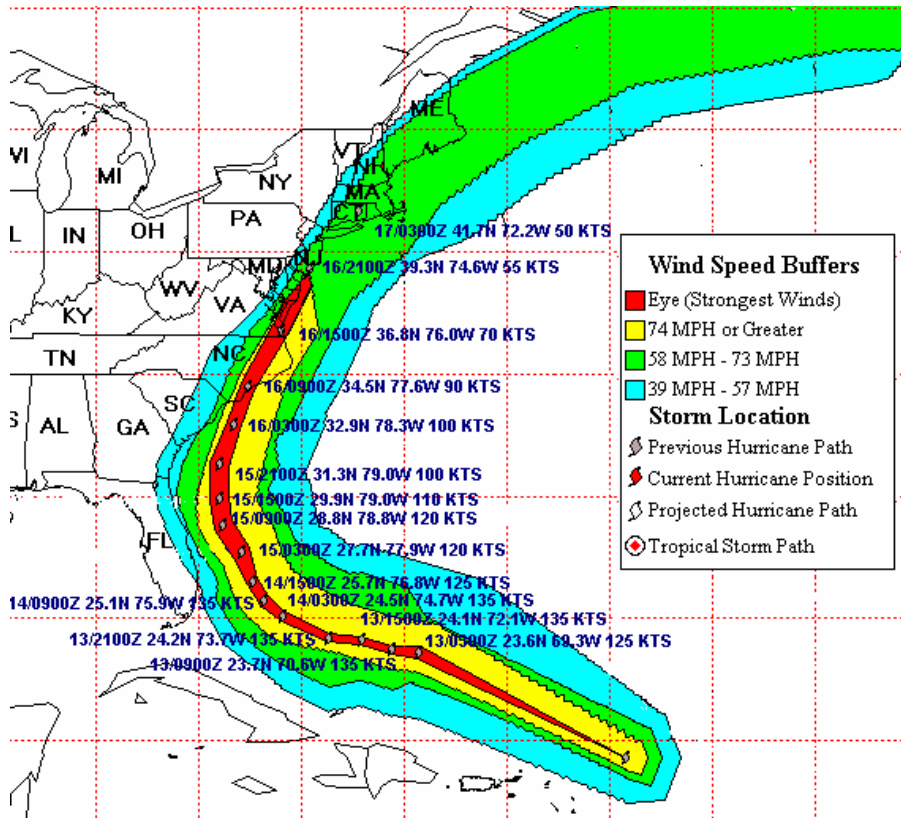 ME
VT
NH
WI
MI
NY
MA
CT
PA
17/0300Z 41.7N 72.2W 50 KTS
IN
OH
NJ
MD
16/2100Z 39.3N 74.6W 55 KTS
WV
VA
KY
16/1500Z 36.8N 76.0W 70 KTS
TN
NC
16/0900Z 34.5N 77.6W 90 KTS
SC
AL
GA
16/0300Z 32.9N 78.3W 100 KTS
15/2100Z 31.3N 79.0W 100 KTS
15/1500Z 29.9N 79.0W 110 KTS
15/0900Z 28.8N 78.8W 120 KTS
FL
15/0300Z 27.7N 77.9W 120 KTS
14/1500Z 25.7N 76.8W 125 KTS
14/0900Z 25.1N 75.9W 135 KTS
14/0300Z 24.5N 74.7W 135 KTS
13/1500Z 24.1N 72.1W 135 KTS
13/2100Z 24.2N 73.7W 135 KTS
13/0300Z 23.6N 69.3W 125 KTS
13/0900Z 23.7N 70.6W 135 KTS
Wind Speed Buffers
Eye (Strongest Winds)
74 MPH or Greater
58 MPH - 73 MPH
39 MPH - 57 MPH
Storm Location
Previous Hurricane Path
Current Hurricane Position
Projected Hurricane Path
Tropical Storm Path